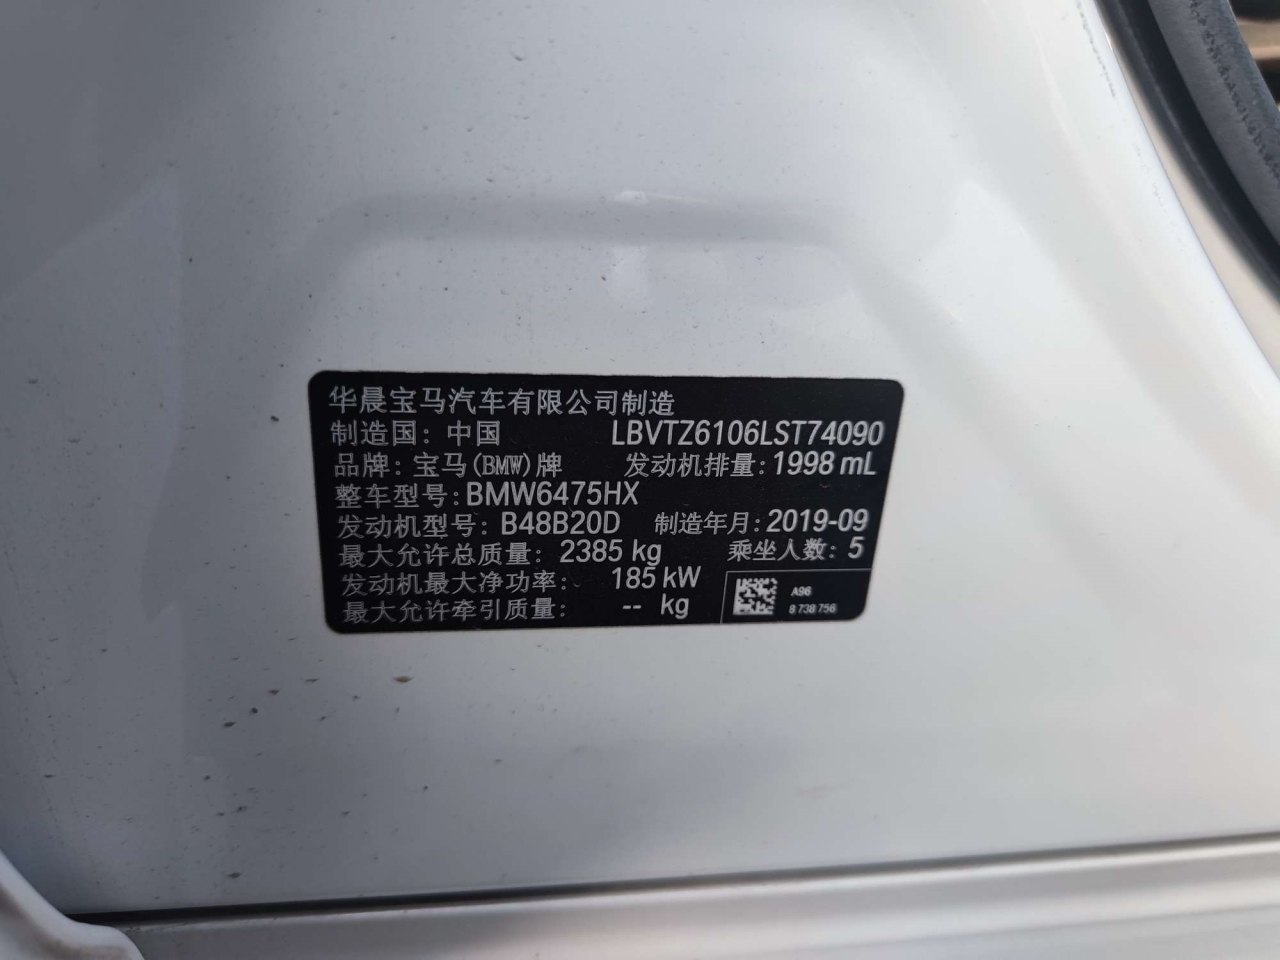 华晨宝马汽车有限公司制造
制造国：中国 LBVTZ6106LST74090
品牌：宝马(BMW)牌 发动机排量：1998 mL
整车型号：BMW6475HX
发动机型号：B48B20D 制造年月：2019-09
最大允许总质量：2385 kg 乘坐人数：5
发动机最大净功率：185 kW
最大允许牵引质量：-- kg
A96
8 738 756